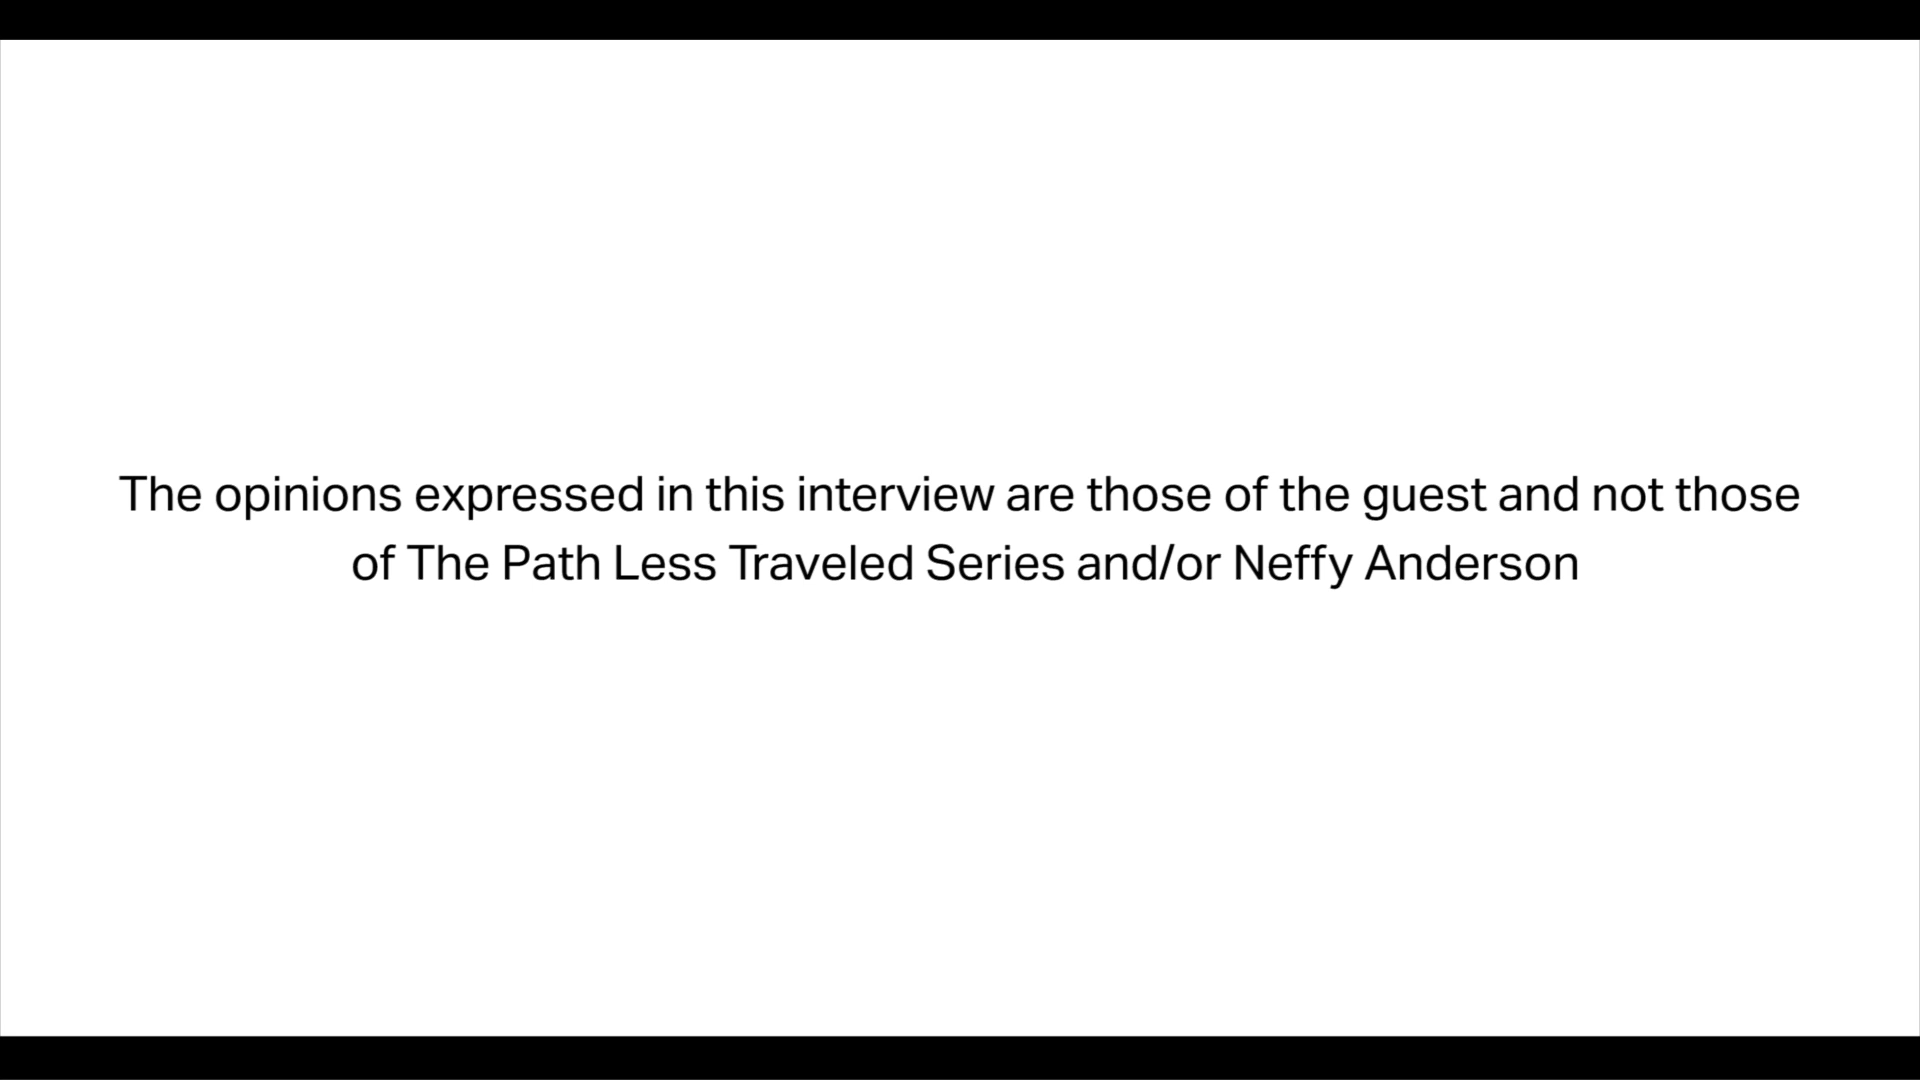 The opinions expressed in this interview are those of the guest and not those
of The Path Less Traveled Series and/or Neffy Anderson